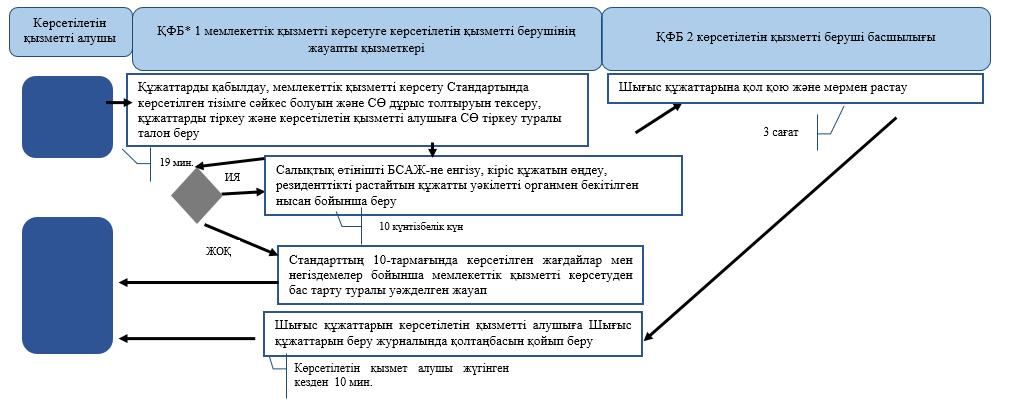 Көрсетілетін
қызметті алушы
ҚФБ* 1 мемлекеттік қызметті көрсетуге көрсетілетін қызметті берушінің
жауапты қызметкері
ҚФБ 2 көрсетілетін қызметті беруші басшылығы
Құжаттарды қабылдау, мемлекеттік қызметті көрсету Стандартында
көрсетілген тізімге сәйкес болуын және СӨ дұрыс толтыруын тексеру,
құжаттарды тіркеу және көрсетілетін қызметті алушыға СӨ тіркеу туралы
талон беру
Шығыс құжаттарына қол қою және мөрмен растау
3 сағат
19 мин.
ИЯ
Салықтық өтінішті БСАЖ-не енгізу, кіріс құжатын өңдеу,
резиденттікті растайтын құжатты уәкілетті органмен бекітілген
нысан бойынша беру
10 күнтізбелік күн
ЖОҚ
Стандарттың 10-тармағында көрсетілген жағдайлар мен
негіздемелер бойынша мемлекеттік қызметті көрсетуден
бас тарту туралы уәжделген жауап
Шығыс құжаттарын көрсетілетін қызметті алушыға Шығыс
құжаттарын беру журналында қолтаңбасын қойып беру
Көрсетілетін қызмет алушы жүгінген
кезден 10 мин.